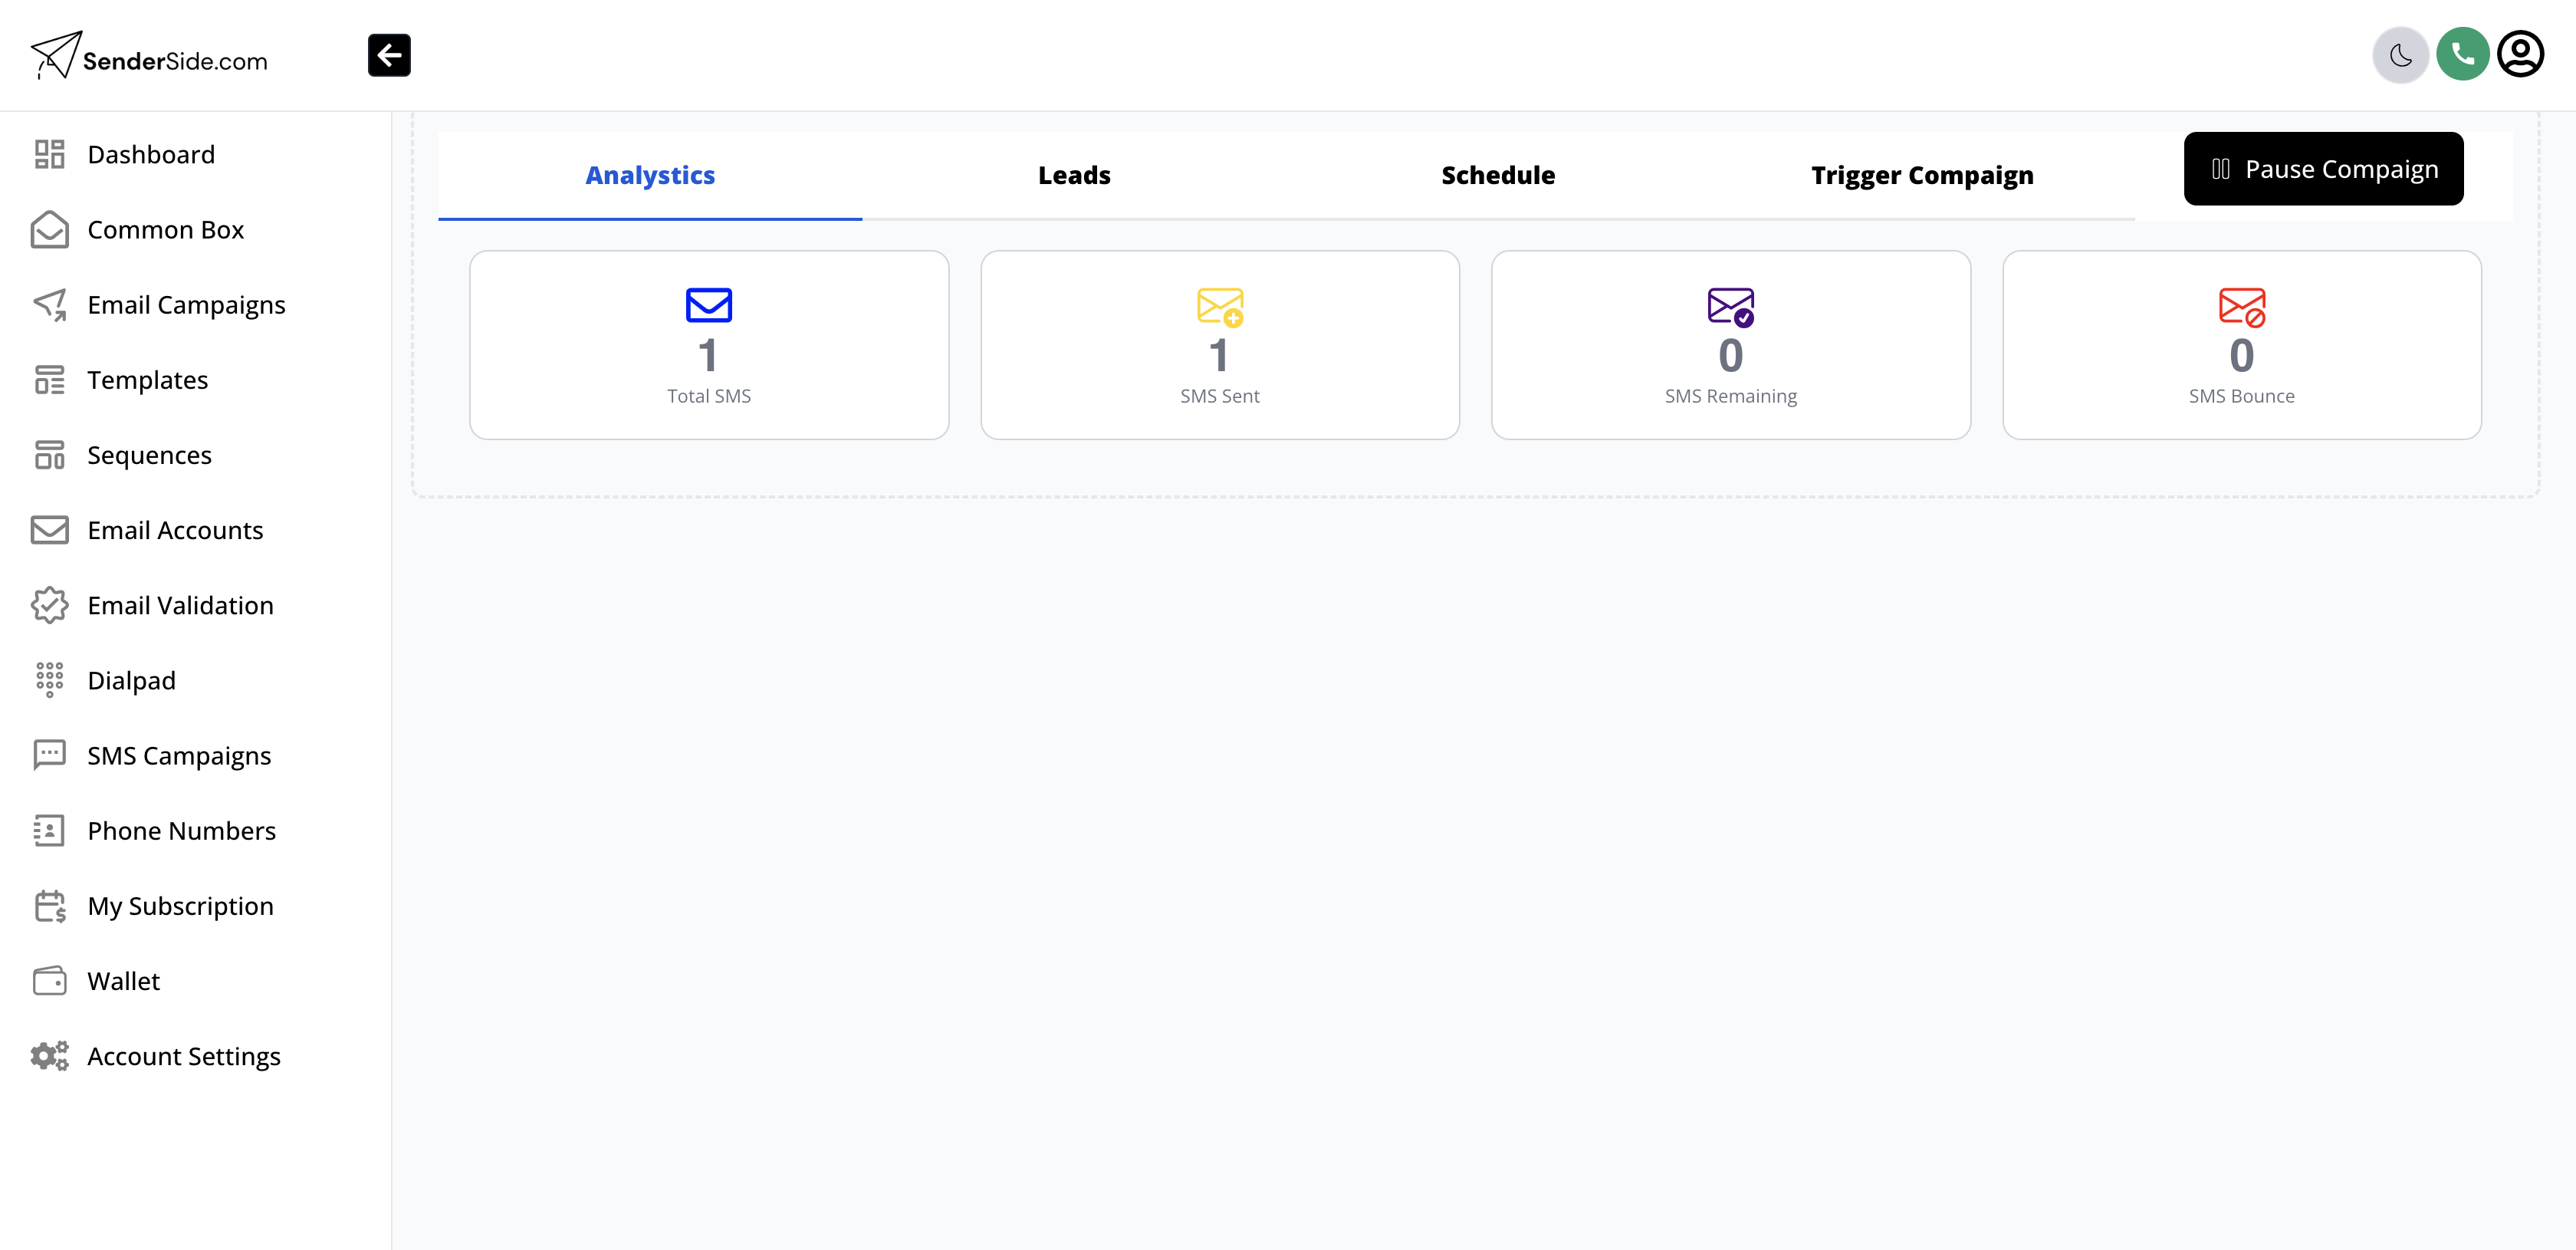 SenderSide.com
Dashboard
Common Box
Email Campaigns
Templates
Sequences
Email Accounts
Email Validation
Dialpad
SMS Campaigns
Phone Numbers
My Subscription
Wallet
Account Settings
Analystics
Leads
Schedule
Trigger Compaign
Pause Compaign
1
Total SMS
1
SMS Sent
0
SMS Remaining
0
SMS Bounce